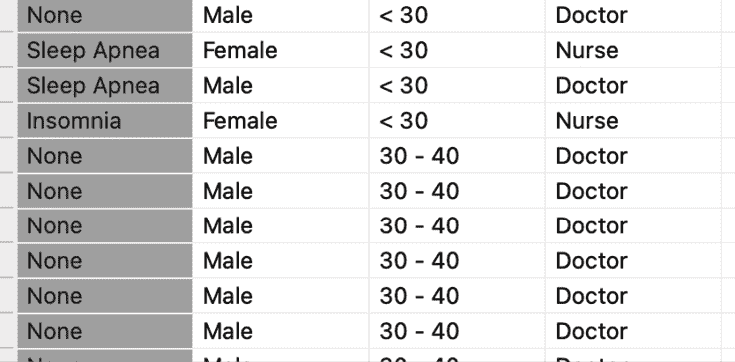 None Male < 30 Doctor
Sleep Apnea Female < 30 Nurse
Sleep Apnea Male < 30 Doctor
Insomnia Female < 30 Nurse
None Male 30 - 40 Doctor
None Male 30 - 40 Doctor
None Male 30 - 40 Doctor
None Male 30 - 40 Doctor
None Male 30 - 40 Doctor
None Male 30 - 40 Doctor